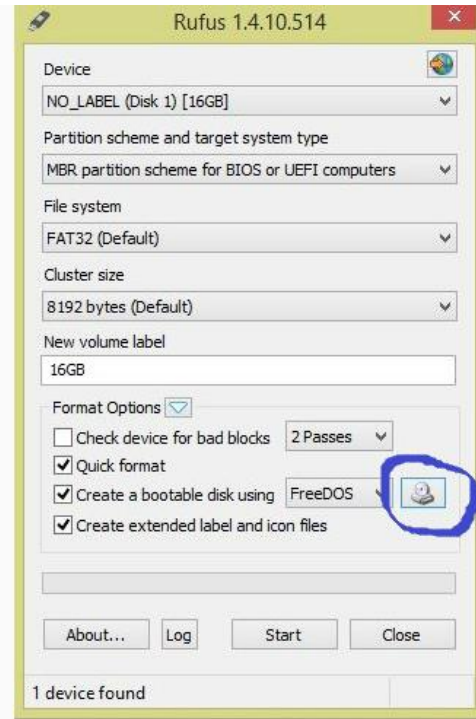 Rufus 1.4.10.514
Device
NO_LABEL (Disk 1) [16GB]
Partition scheme and target system type
MBR partition scheme for BIOS or UEFI computers
File system
FAT32 (Default)
Cluster size
8192 bytes (Default)
New volume label
16GB
Format Options
Check device for bad blocks 2 Passes
Quick format
Create a bootable disk using FreeDOS
Create extended label and icon files
About... Log Start Close
1 device found